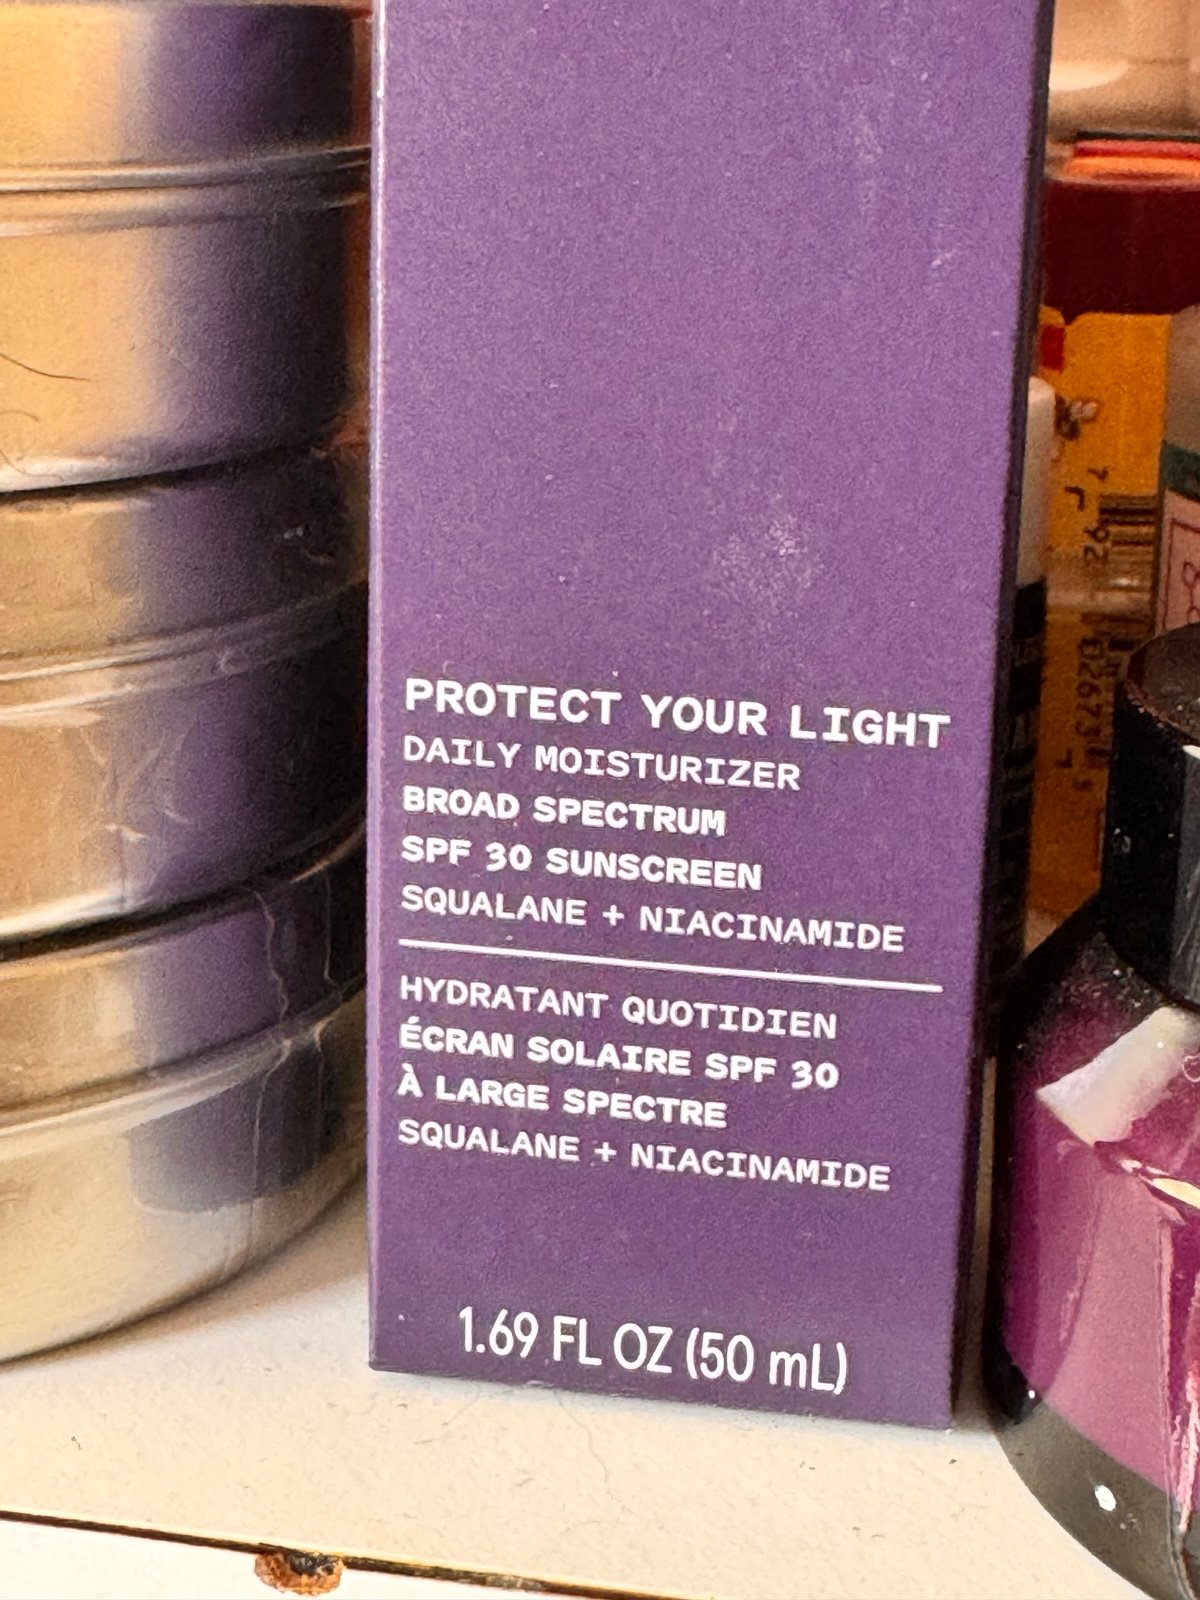 PROTECT YOUR LIGHT
DAILY MOISTURIZER
BROAD SPECTRUM
SPF 30 SUNSCREEN
SQUALANE + NIACINAMIDE
HYDRATANT QUOTIDIEN
ÉCRAN SOLAIRE SPF 30
À LARGE SPECTRE
SQUALANE + NIACINAMIDE
1.69 FL OZ (50 mL)